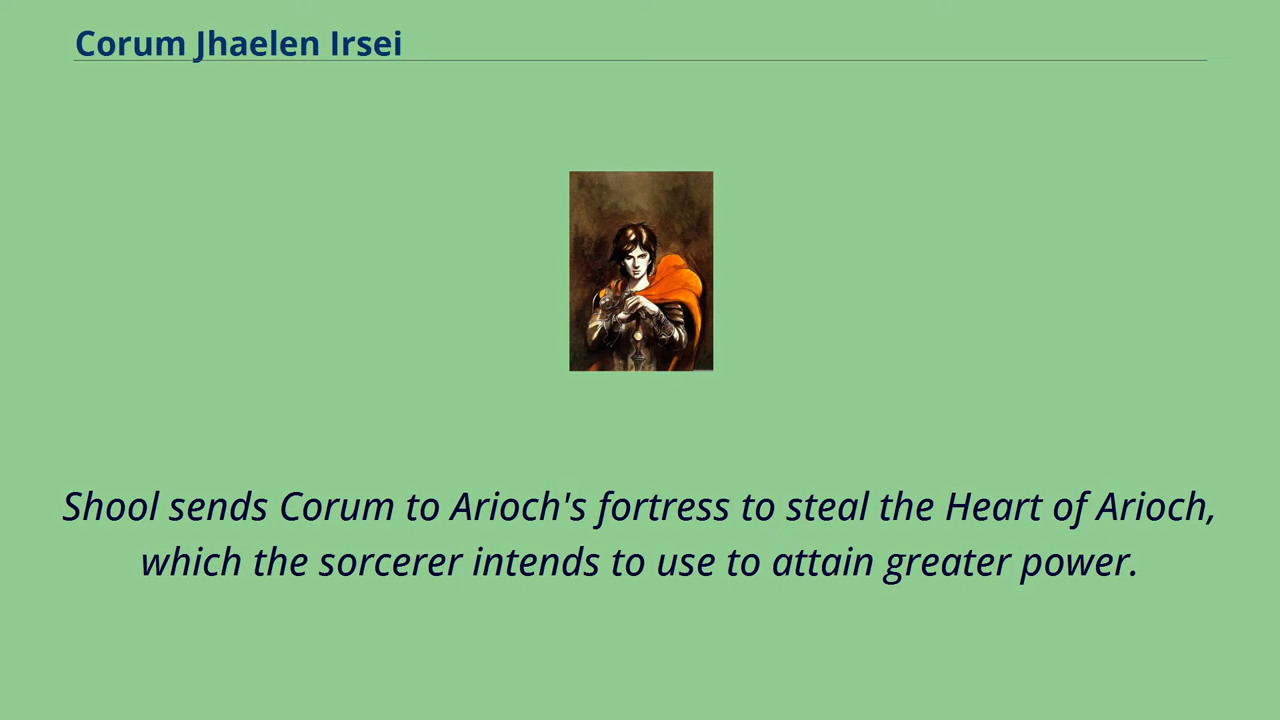 Corum Jhaelen Irsei
Shool sends Corum to Arioch's fortress to steal the Heart of Arioch,
which the sorcerer intends to use to attain greater power.